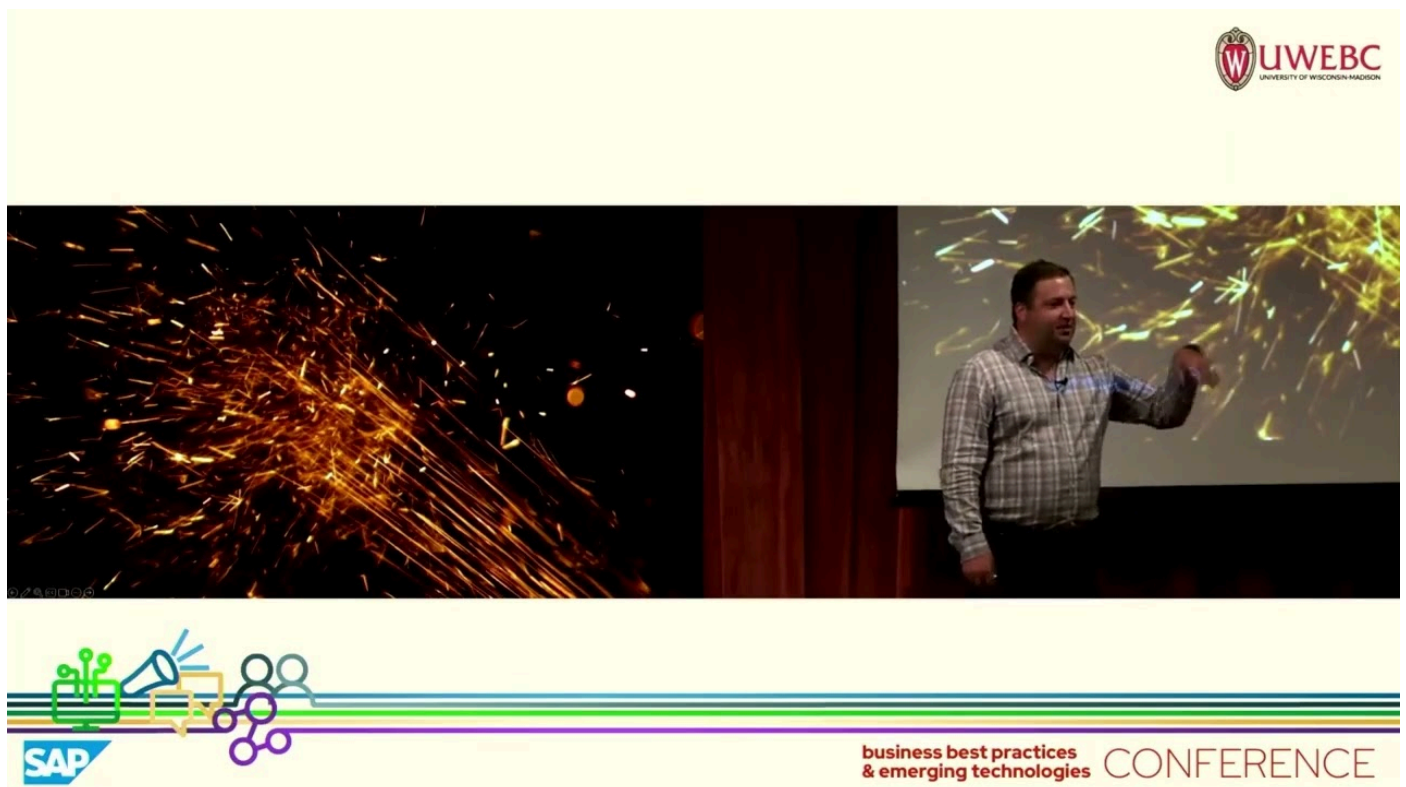 W UWEBC
UNIVERSITY OF WISCONSIN-MADISON
SAP
business best practices
& emerging technologies
CONFERENCE